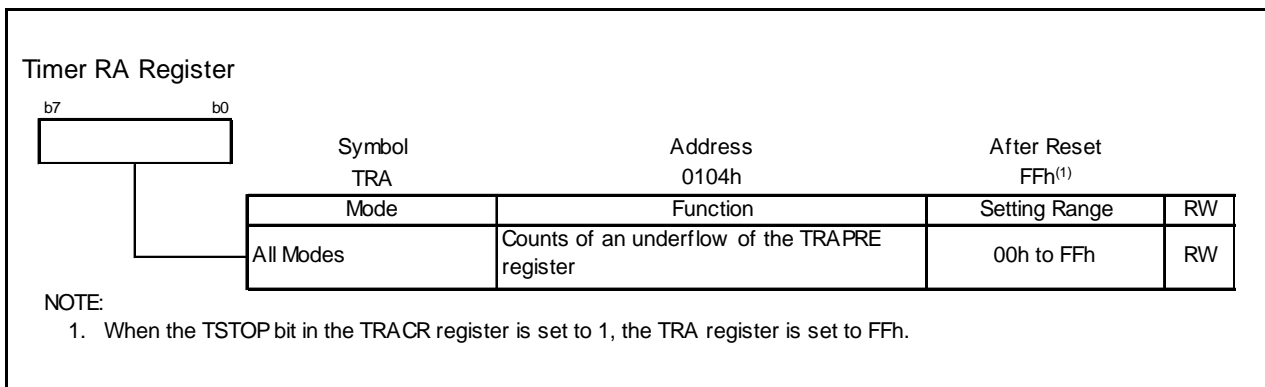 Timer RA Register
b7 b0
Symbol Address After Reset
TRA 0104h FFh(1)
Mode Function Setting Range RW
All Modes Counts of an underflow of the TRAPRE register 00h to FFh RW
NOTE:
1. When the TSTOP bit in the TRACR register is set to 1, the TRA register is set to FFh.